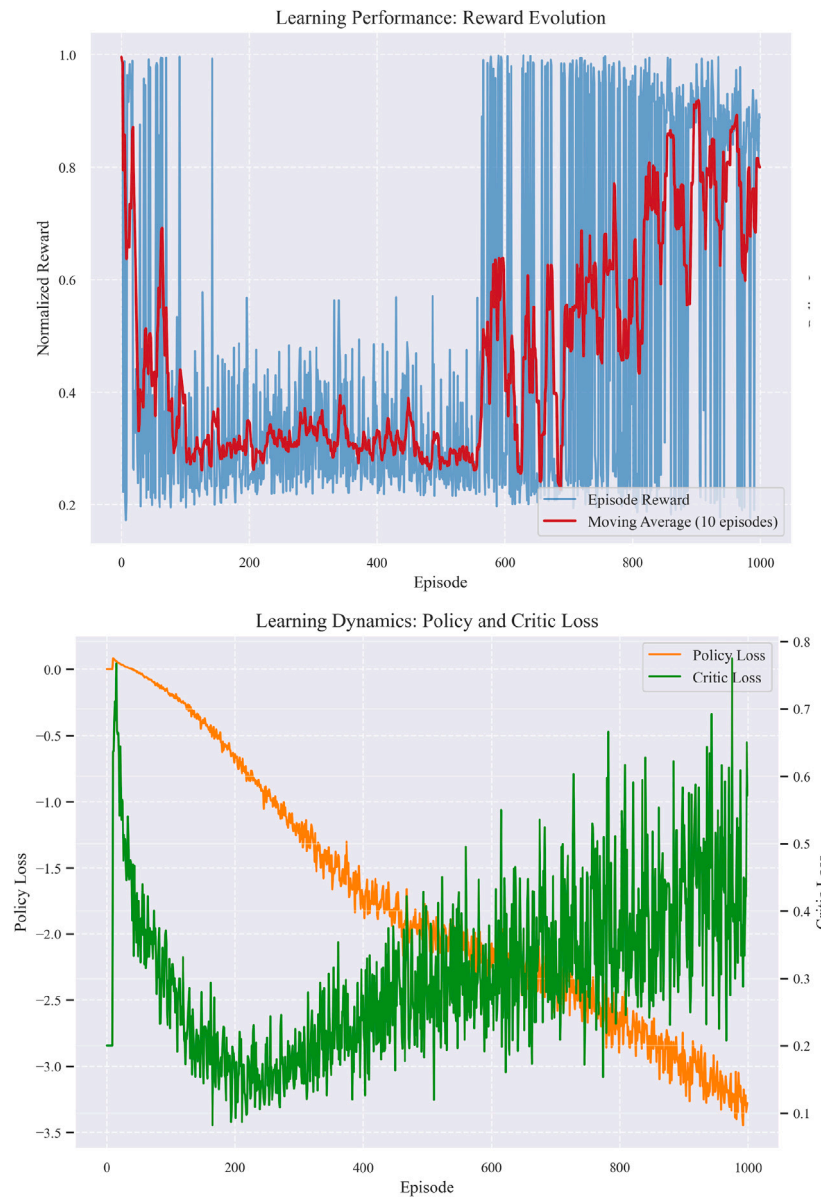 Learning Performance: Reward Evolution
1.0
0.8
0.6
0.4
0.2
Normalized Reward
Episode Reward
Moving Average (10 episodes)
0 200 400 600 800 1000
Episode
Learning Dynamics: Policy and Critic Loss
0.0
−0.5
−1.0
−1.5
−2.0
−2.5
−3.0
−3.5
Policy Loss
Policy Loss
Critic Loss
0.8
0.7
0.6
0.5
0.4
0.3
0.2
0.1
0 200 400 600 800 1000
Episode